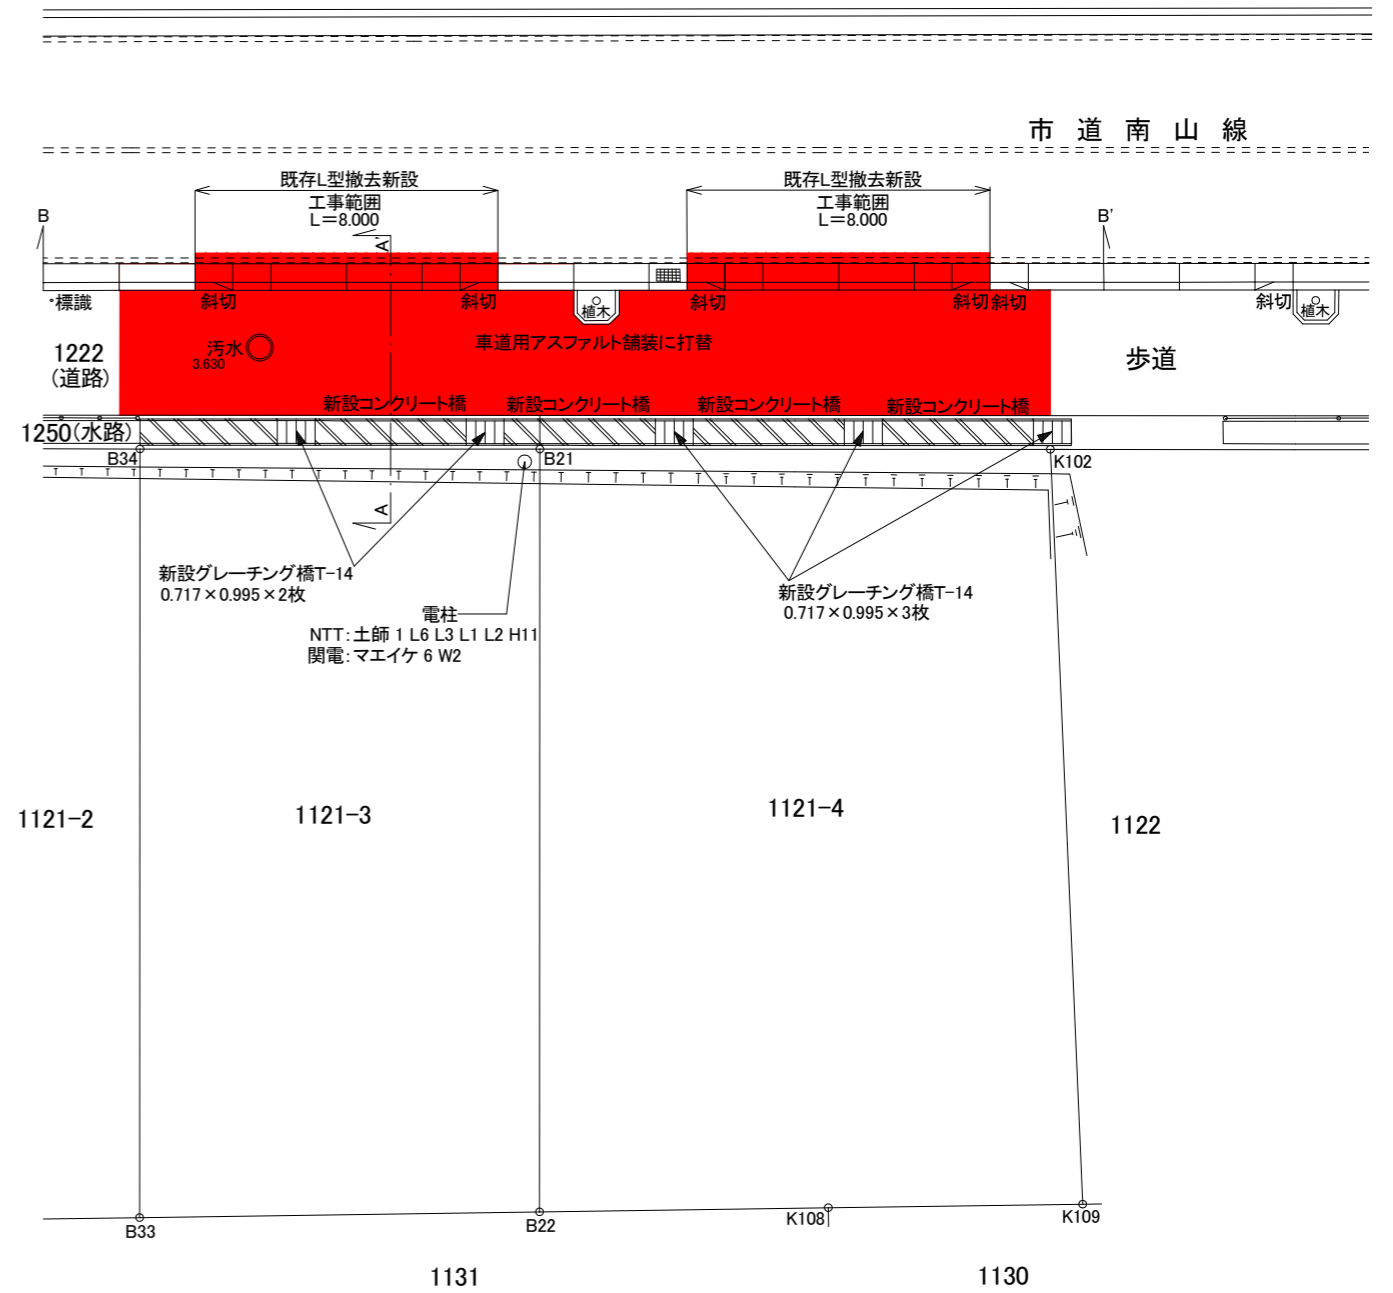 市道南山線
既存L型撤去新設
工事範囲
L=8.000
既存L型撤去新設
工事範囲
L=8.000
B
A'
B'
・標識
斜切
斜切
植木
斜切
斜切
斜切
斜切
植木
1222
(道路)
汚水
3.630
車道用アスファルト舗装に打替
歩道
新設コンクリート橋
新設コンクリート橋
新設コンクリート橋
新設コンクリート橋
1250(水路)
B34
B21
K102
A
新設グレーチング橋T-14
0.717×0.995×2枚
新設グレーチング橋T-14
0.717×0.995×3枚
電柱
NTT:土師 1 L6 L3 L1 L2 H11
関電:マエイケ 6 W2
1121-2
1121-3
1121-4
1122
B33
B22
K108
K109
1131
1130